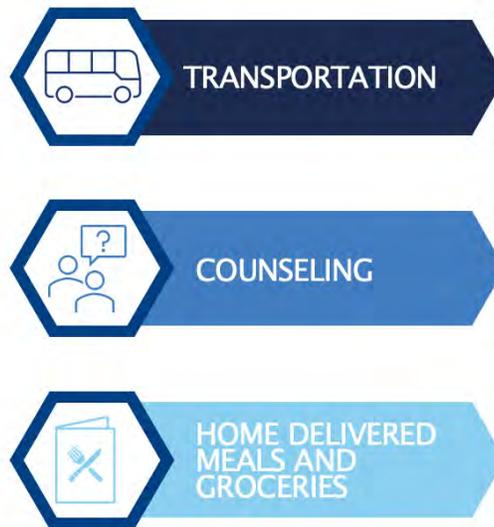 TRANSPORTATION
?
COUNSELING
HOME DELIVERED
MEALS AND
GROCERIES